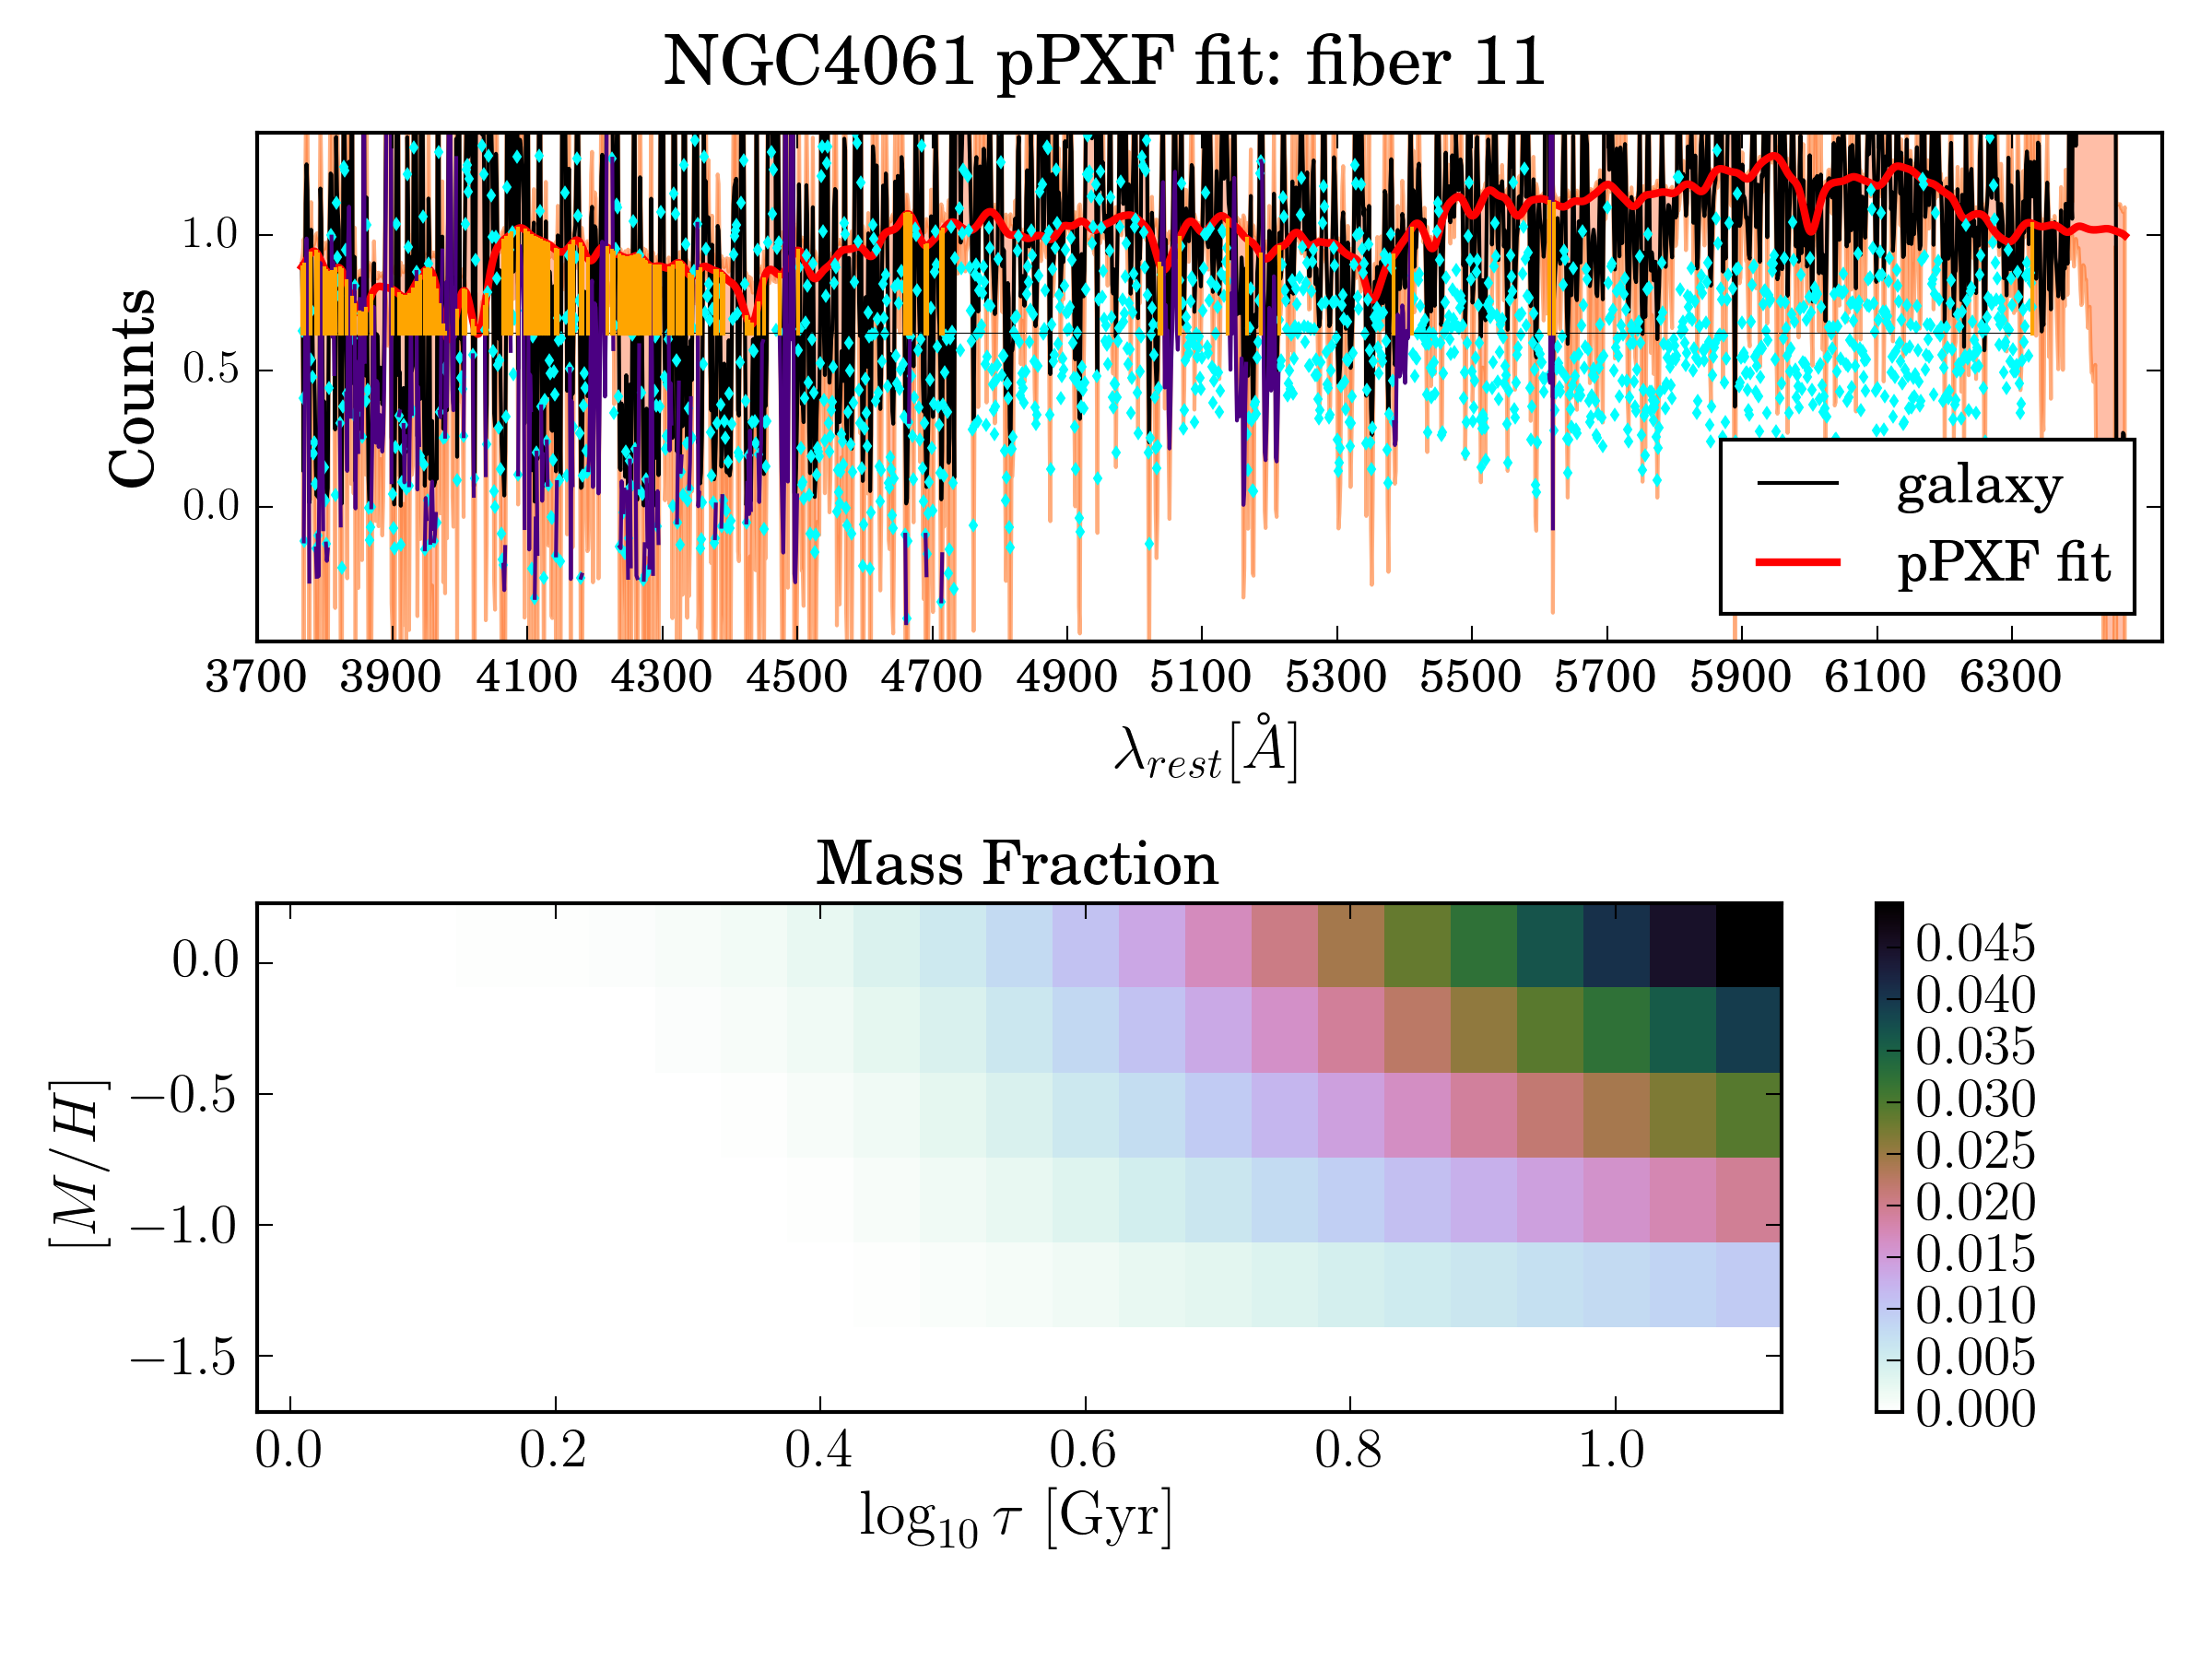 NGC4061 pPXF fit: fiber 11
Counts
1.0
0.5
0.0
galaxy
pPXF fit
3700 3900 4100 4300 4500 4700 4900 5100 5300 5500 5700 5900 6100 6300
λrest[Å]
Mass Fraction
[M/H]
0.0
−0.5
−1.0
−1.5
0.0 0.2 0.4 0.6 0.8 1.0
log10 τ [Gyr]
0.045
0.040
0.035
0.030
0.025
0.020
0.015
0.010
0.005
0.000